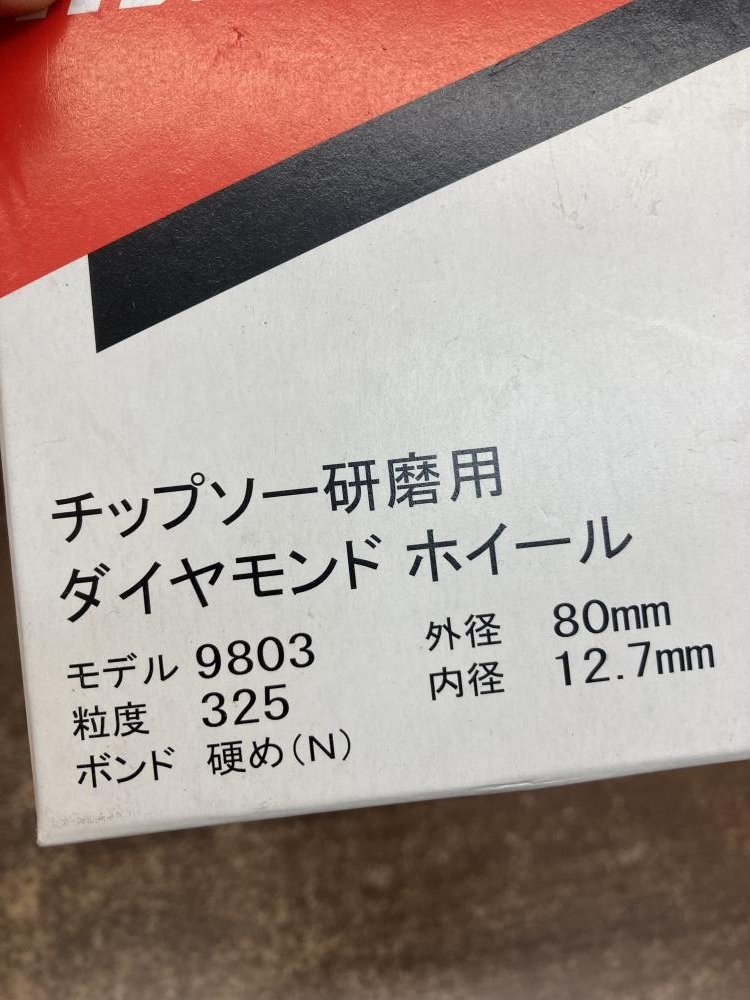 チップソー研磨用
ダイヤモンド ホイール
モデル 9803 外径 80mm
粒度 325 内径 12.7mm
ボンド 硬め(N)